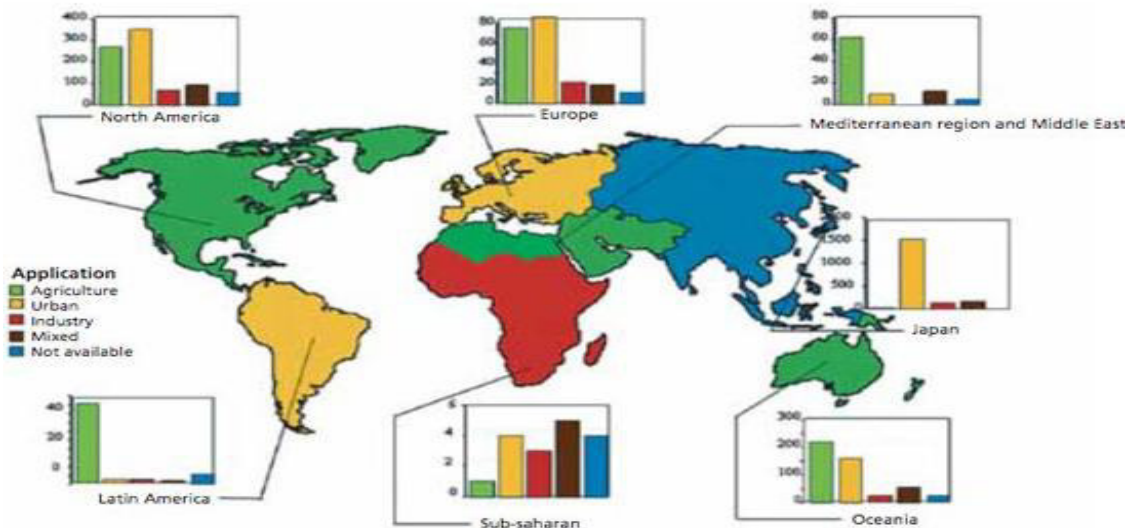 400
300
200
100
0
North America
80
60
40
20
0
Europe
80
60
40
20
0
Mediterranean region and Middle East
1500
1000
500
0
Japan
Application
Agriculture
Urban
Industry
Mixed
Not available
40
20
0
Latin America
6
4
2
0
Sub-saharan
300
200
100
0
Oceania